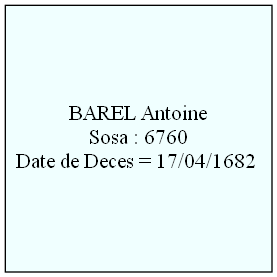 BAREL Antoine
Sosa : 6760
Date de Deces = 17/04/1682